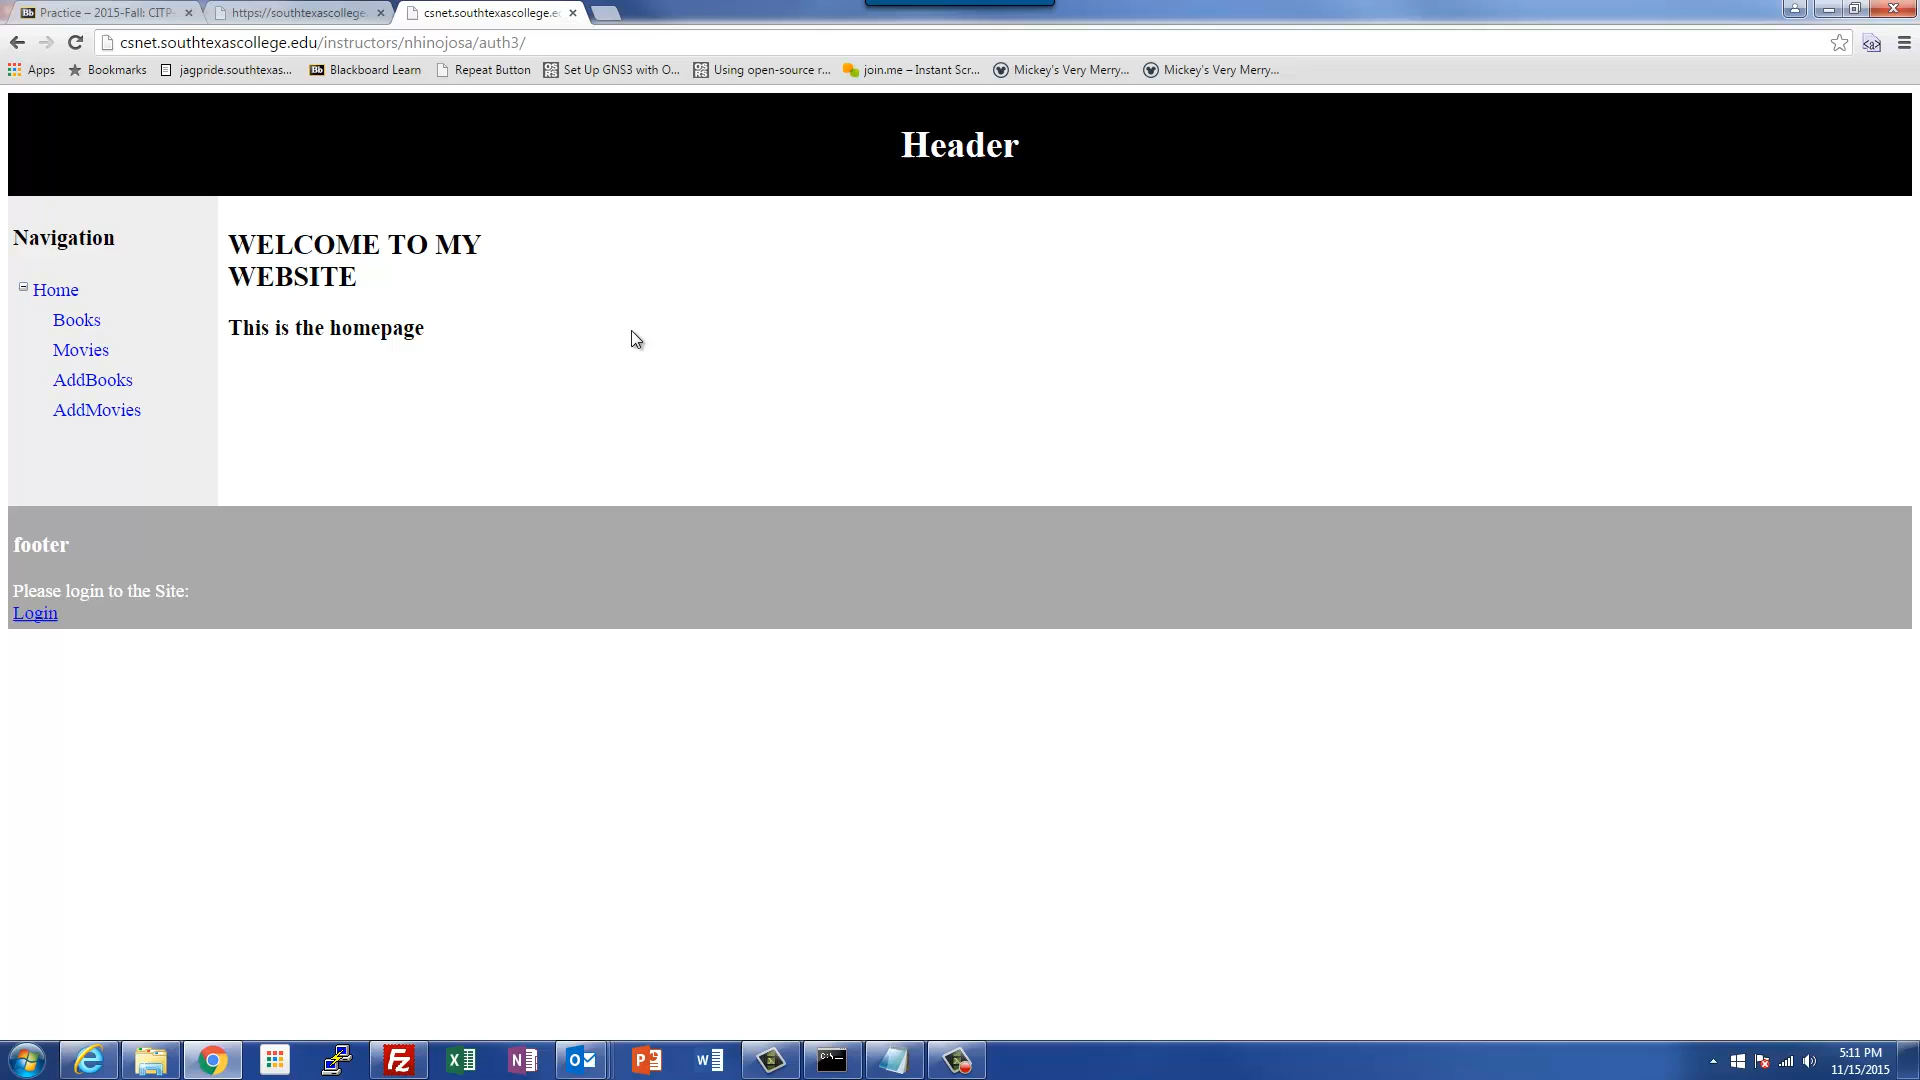 Bb Practice – 2015-Fall: CITP-
https://southtexascollege.
csnet.southtexascollege.ed
csnet.southtexascollege.edu/instructors/nhinojosa/auth3/
Apps
Bookmarks
jagpride.southtexas...
Bb Blackboard Learn
Repeat Button
Set Up GNS3 with O...
Using open-source r...
join.me – Instant Scr...
Mickey's Very Merry...
Mickey's Very Merry...
Header
Navigation
Home
Books
Movies
AddBooks
AddMovies
WELCOME TO MY
WEBSITE
This is the homepage
footer
Please login to the Site:
Login
5:11 PM
11/15/2015